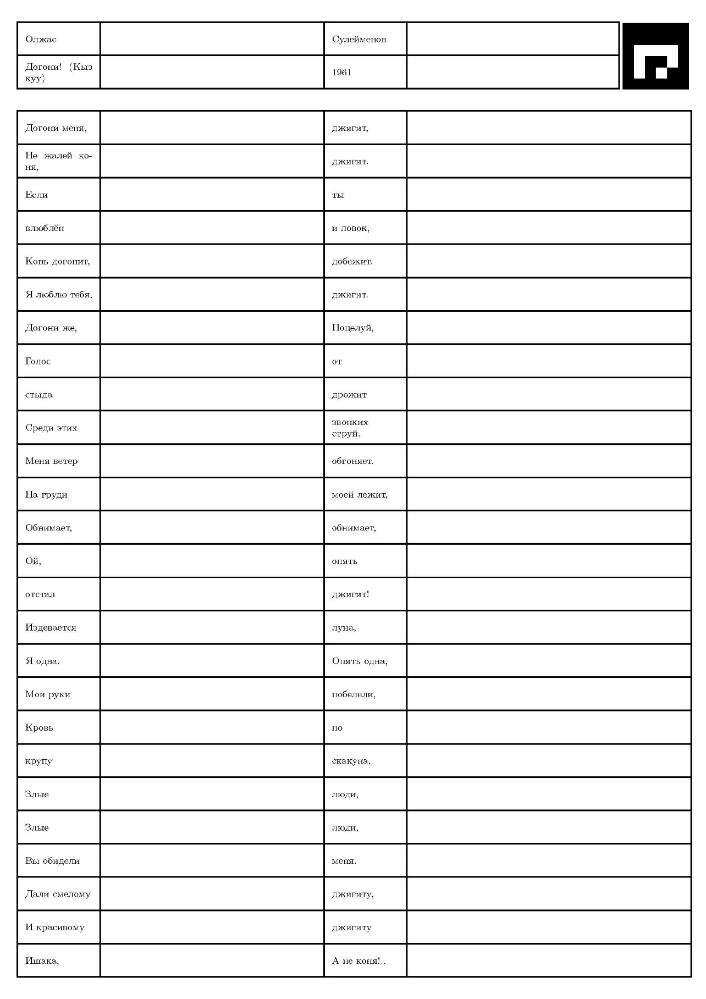 Олжас Сулейменов
Догони! (Кыз
куу) 1961
Догони меня, джигит,
Не жалей ко-
ня, джигит.
Если ты
влюблён и ловок,
Конь догонит, добежит.
Я люблю тебя, джигит.
Догони же, Поцелуй,
Голос от
стыда дрожит
Среди этих звонких
струй.
Меня ветер обгоняет.
На груди моей лежит,
Обнимает, обнимает,
Ой, опять
отстал джигит!
Издевается луна,
Я одна. Опять одна,
Мои руки побелели,
Кровь по
крупу скакуна,
Злые люди,
Злые люди,
Вы обидели меня.
Дали смелому джигиту,
И красивому джигиту
Ишака, А не коня!..